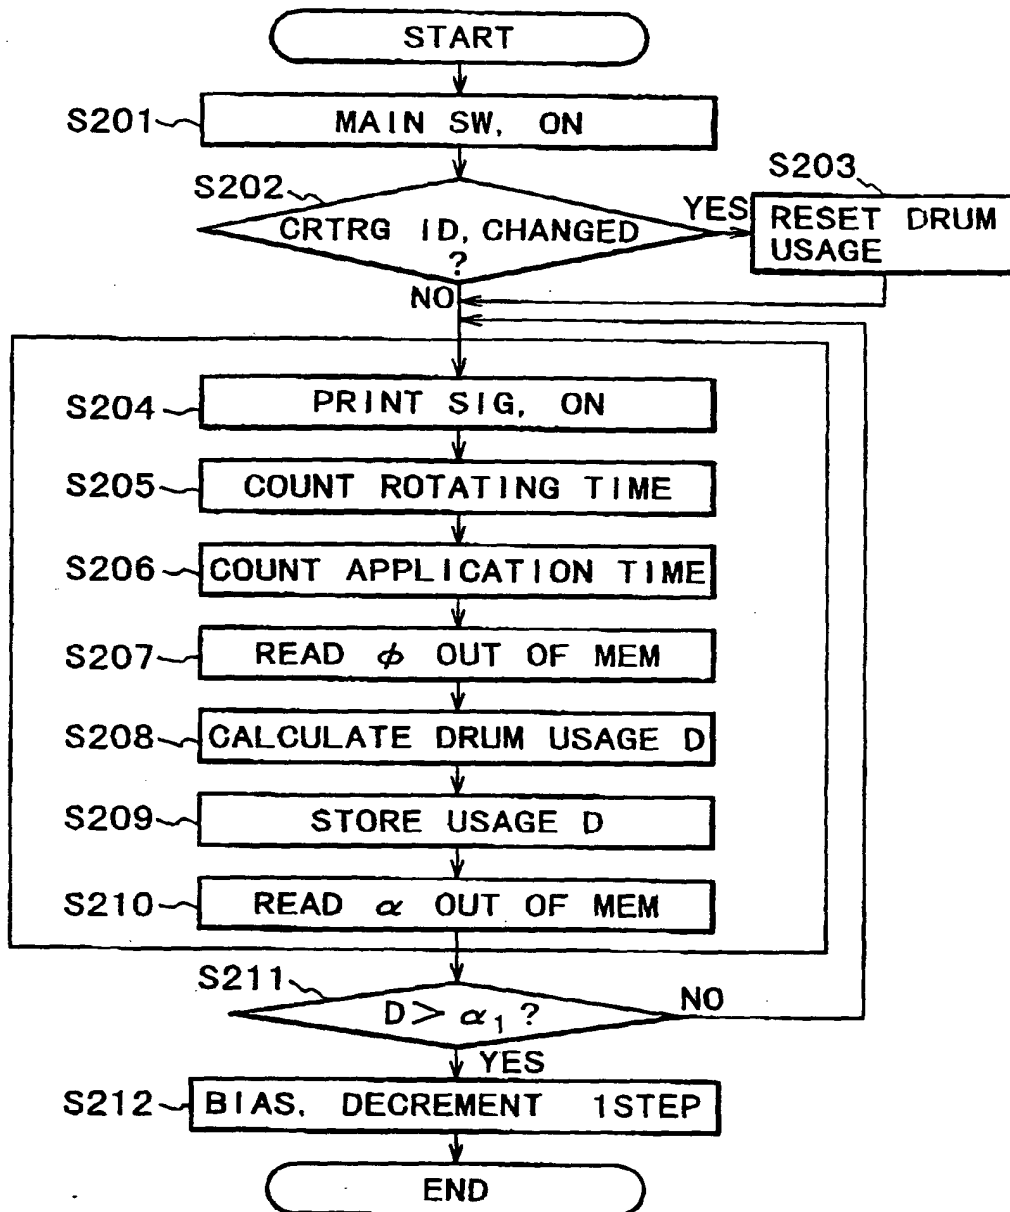 START
S201
MAIN SW, ON
S202
CRTRG ID, CHANGED
?
YES
NO
S203
RESET DRUM
USAGE
S204
PRINT SIG, ON
S205
COUNT ROTATING TIME
S206
COUNT APPLICATION TIME
S207
READ φ OUT OF MEM
S208
CALCULATE DRUM USAGE D
S209
STORE USAGE D
S210
READ α OUT OF MEM
S211
D > α₁ ?
NO
YES
S212
BIAS, DECREMENT 1STEP
END